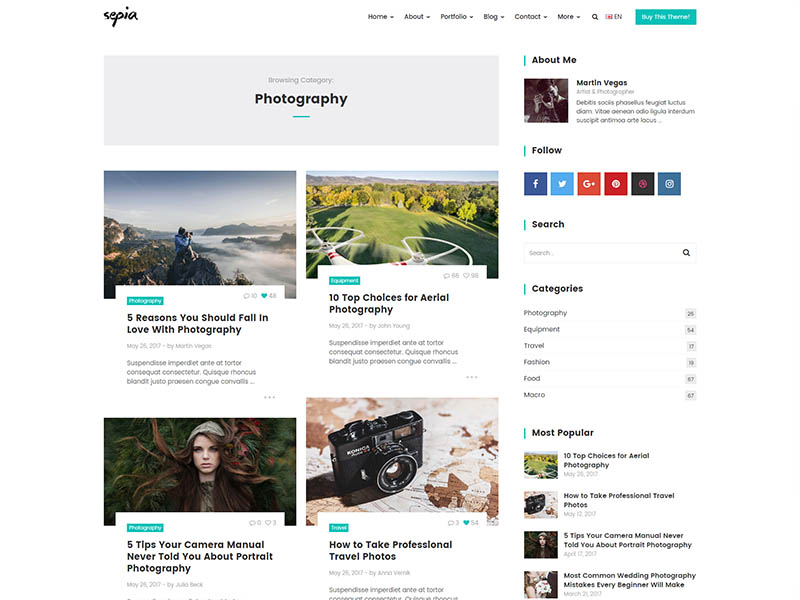 sepia
Home
About
Portfolio
Blog
Contact
More
EN
Buy This Theme!
Browsing Category:
Photography
Photography
10
48
5 Reasons You Should Fall In
Love With Photography
May 26, 2017 - by Martin Vegas
Suspendisse imperdiet ante at tortor
consequat consectetur. Quisque rhoncus
blandit justo praesen congue convallis ...
Equipment
66
98
10 Top Choices for Aerial
Photography
May 26, 2017 - by John Young
Suspendisse imperdiet ante at tortor
consequat consectetur. Quisque rhoncus
blandit justo praesen congue convallis ...
Photography
0
3
5 Tips Your Camera Manual
Never Told You About Portrait
Photography
May 26, 2017 - by Julia Beck
KONICA
Travel
3
54
How to Take Professional
Travel Photos
May 26, 2017 - by Anna Vernik
Suspendisse imperdiet ante at tortor
About Me
Martin Vegas
Artist & Photographer
Debitis sociis phasellus feugiat luctus
diam. Vitae aenean odio ligula interdum
suscipit antimoa arte lacus ...
Follow
Search
Search...
Categories
Photography 26
Equipment 54
Travel 17
Fashion 19
Food 67
Macro 67
Most Popular
10 Top Choices for Aerial
Photography
May 26, 2017
How to Take Professional Travel
Photos
May 12, 2017
5 Tips Your Camera Manual Never
Told You About Portrait Photography
April 17, 2017
Most Common Wedding Photography
Mistakes Every Beginner Will Make
March 21, 2017